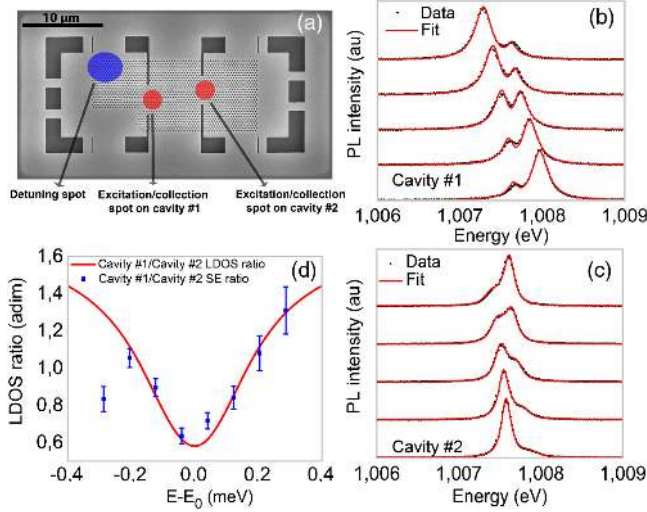 10 μm
(a)
Detuning spot
Excitation/collection
spot on cavity #1
Excitation/collection
spot on cavity #2
(b)
Data
Fit
PL intensity (au)
Cavity #1
1,006 1,007 1,008 1,009
Energy (eV)
(d)
1,6
1,4
1,2
1,0
0,8
0,6
Cavity #1/Cavity #2 LDOS ratio
Cavity #1/Cavity #2 SE ratio
LDOS ratio (adim)
-0.4 -0.2 0.0 0.2 0.4
E-E₀ (meV)
(c)
Data
Fit
PL intensity (au)
Cavity #2
1,006 1,007 1,008 1,009
Energy (eV)